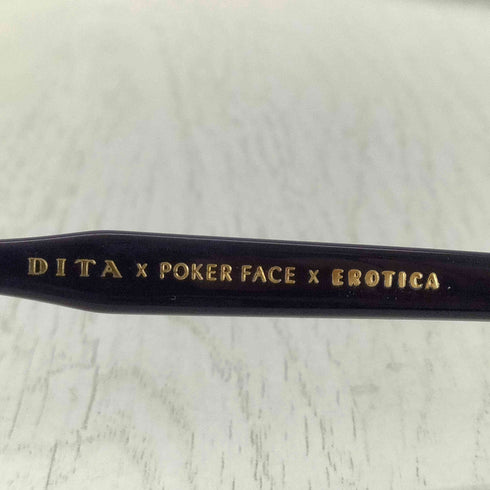 DITA x POKER FACE x EROTICA